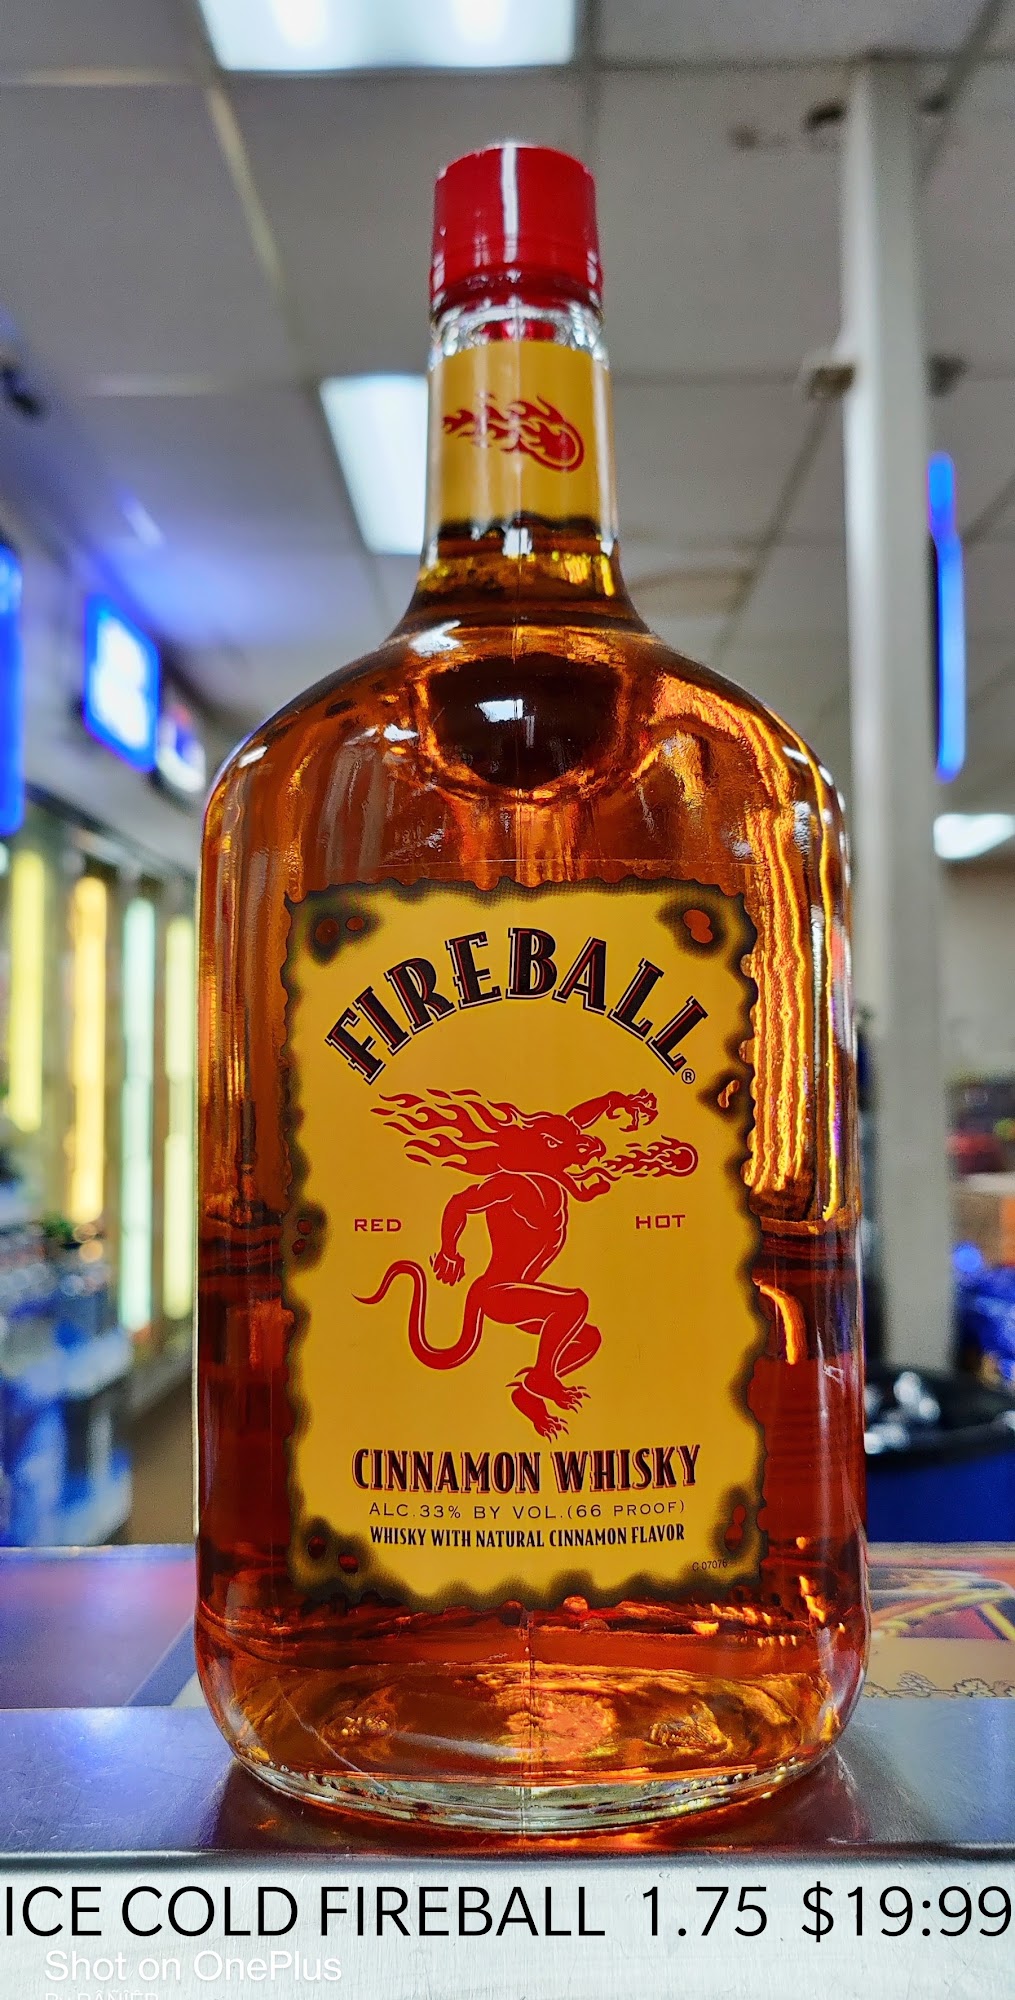 FIREBALL®
RED HOT
CINNAMON WHISKY
ALC.33% BY VOL.(66 PROOF)
WHISKY WITH NATURAL CINNAMON FLAVOR
G 07076
ICE COLD FIREBALL 1.75 $19:99
Shot on OnePlus